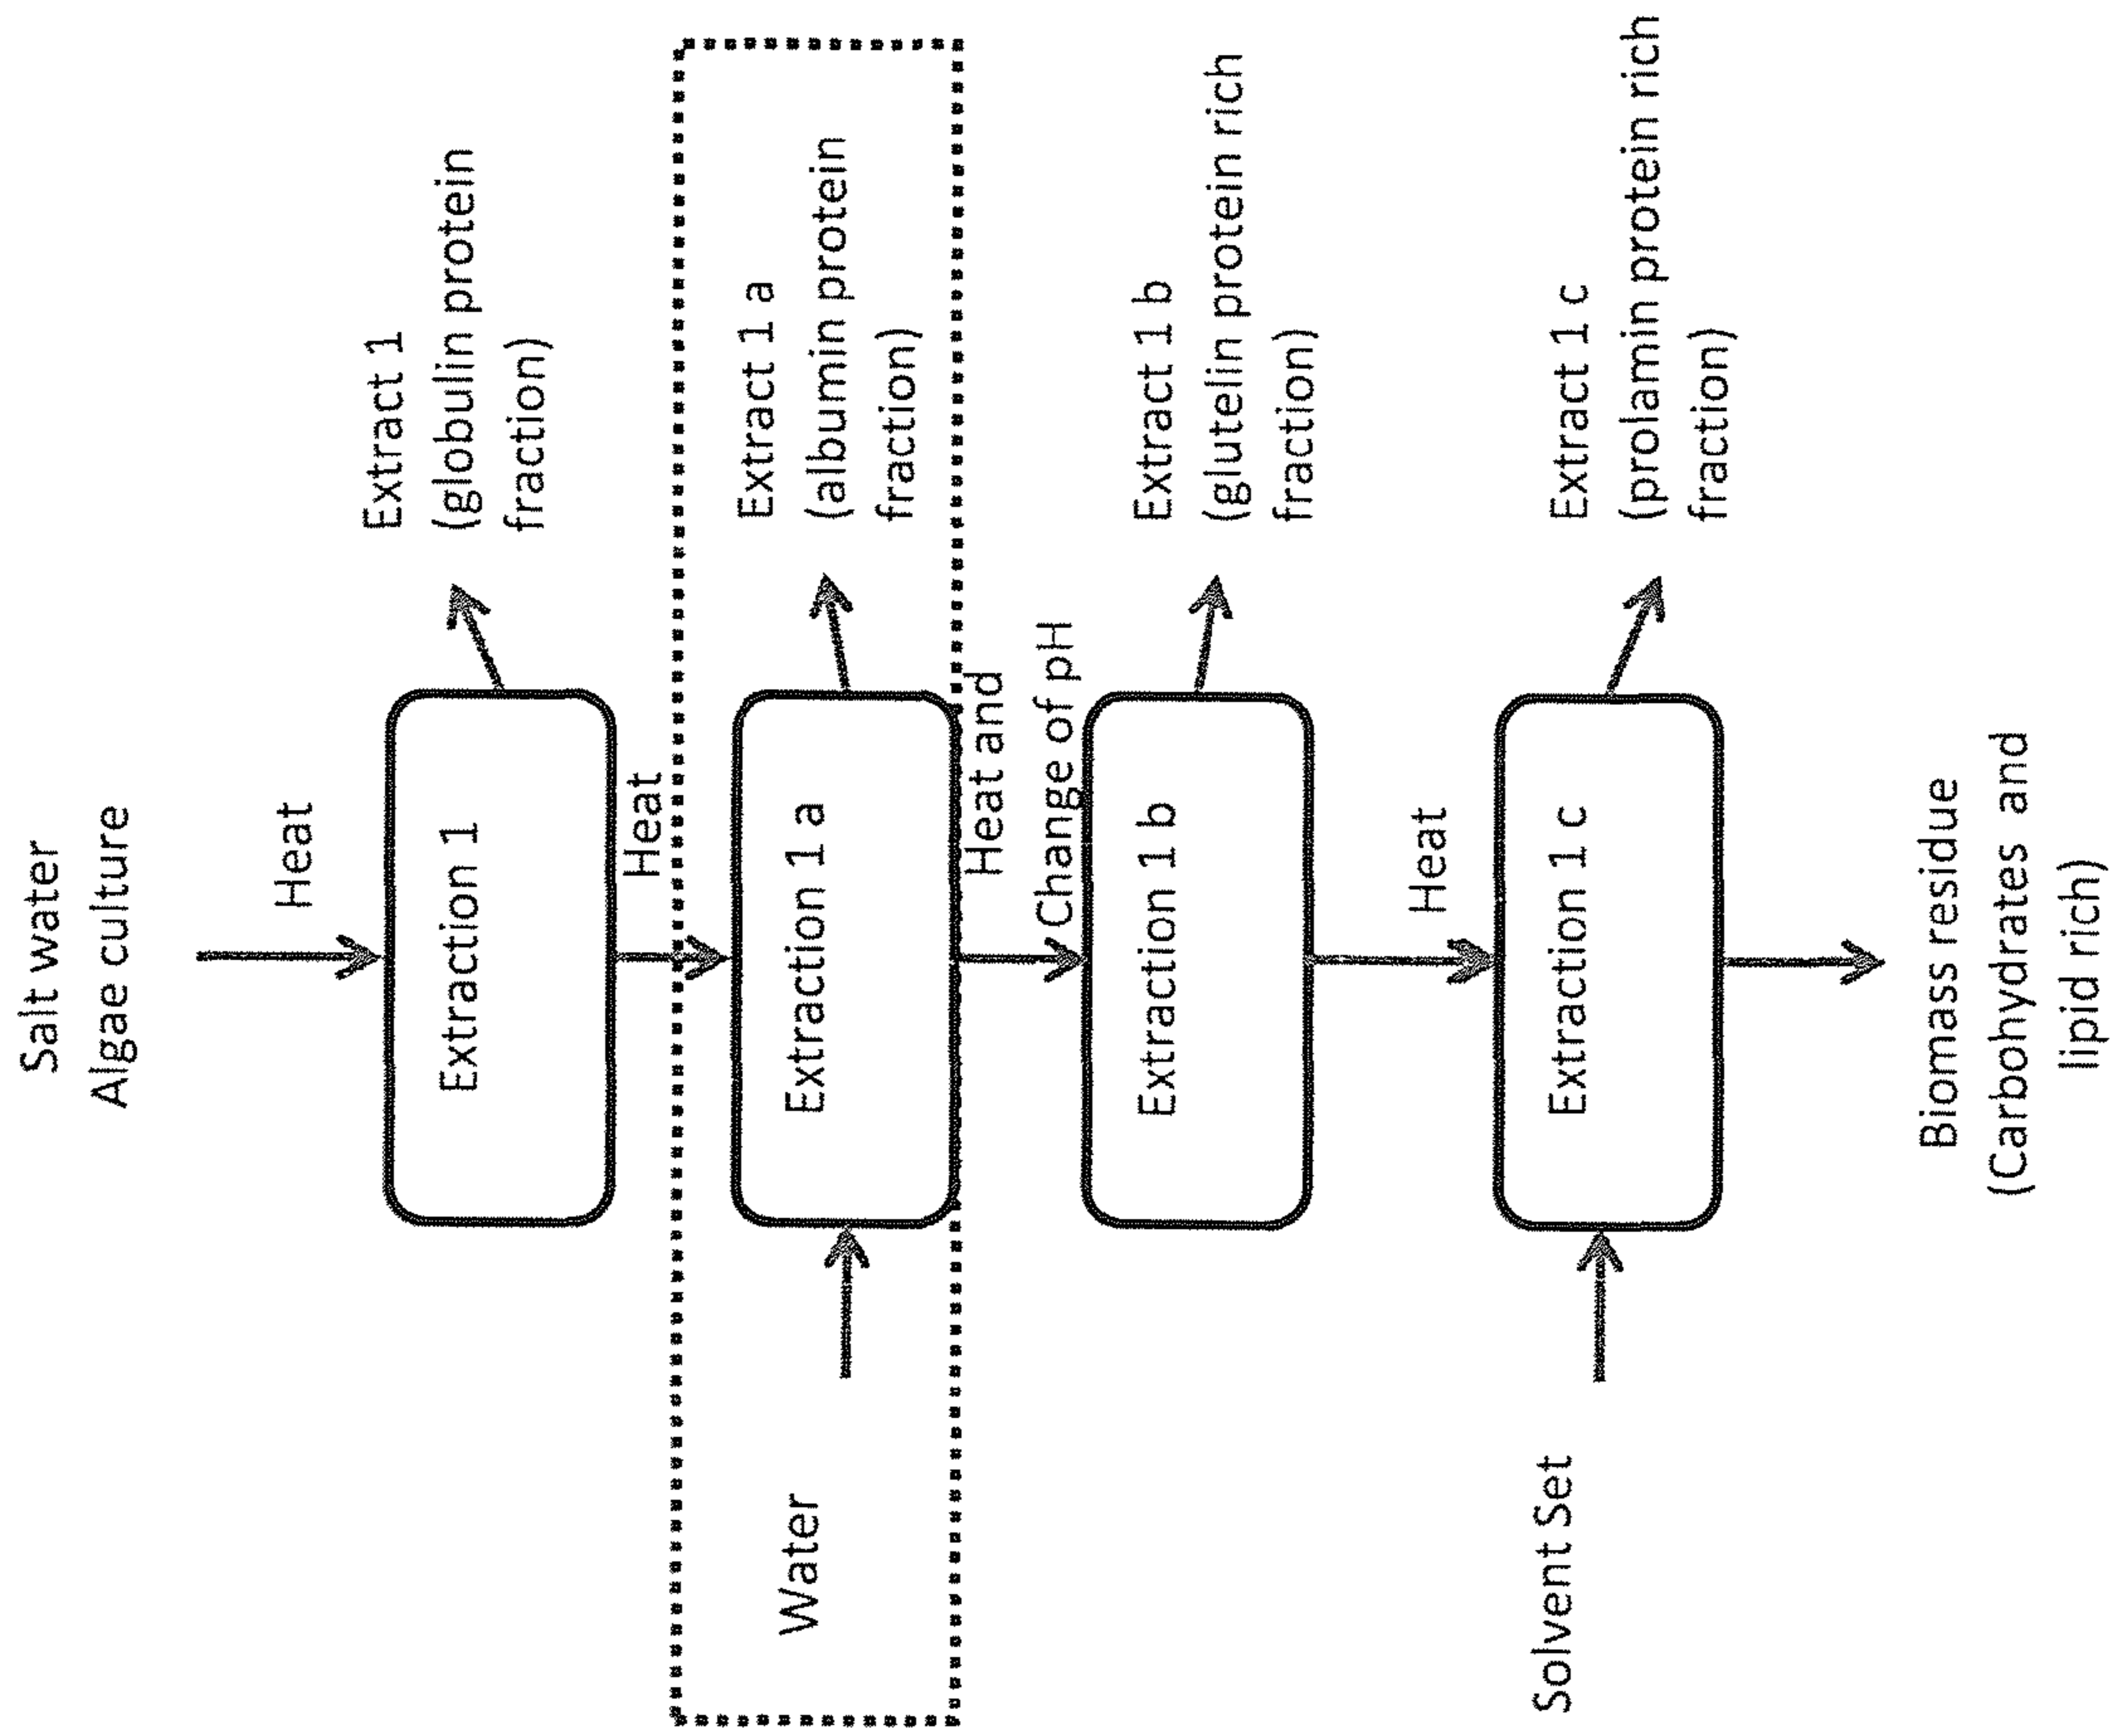 Salt water
Algae culture
Heat
Extraction 1
Extract 1
(globulin protein
fraction)
Heat
Water
Extraction 1 a
Extract 1 a
(albumin protein
fraction)
Heat and
Change of pH
Extraction 1 b
Extract 1 b
(glutelin protein rich
fraction)
Heat
Solvent Set
Extraction 1 c
Extract 1 c
(prolamin protein rich
fraction)
Biomass residue
(Carbohydrates and
lipid rich)